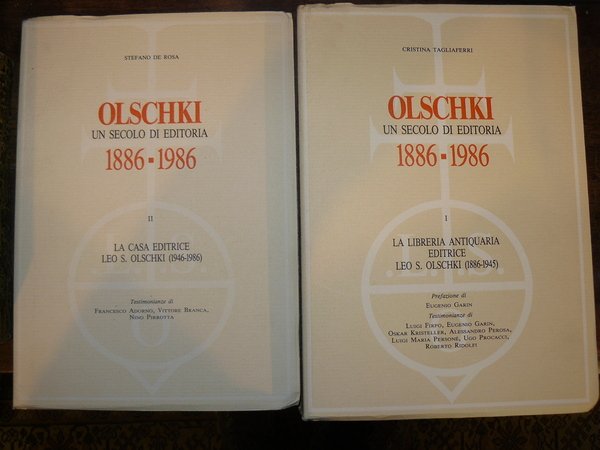 STEFANO DE ROSA
OLSCHKI
UN SECOLO DI EDITORIA
1886-1986
II
LA CASA EDITRICE
LEO S. OLSCHKI (1946-1986)
Testimonianze di
FRANCESCO ADORNO, VITTORE BRANCA,
NINO PIRROTTA
CRISTINA TAGLIAFERRI
OLSCHKI
UN SECOLO DI EDITORIA
1886-1986
I
LA LIBRERIA ANTIQUARIA
EDITRICE
LEO S. OLSCHKI (1886-1945)
Prefazione di
EUGENIO GARIN
Testimonianze di
LUIGI FIRPO, EUGENIO GARIN,
OSKAR KRISTELLER, ALESSANDRO PEROSA,
LUIGI MARIA PERSONÈ, UGO PROCACCI,
ROBERTO RIDOLFI